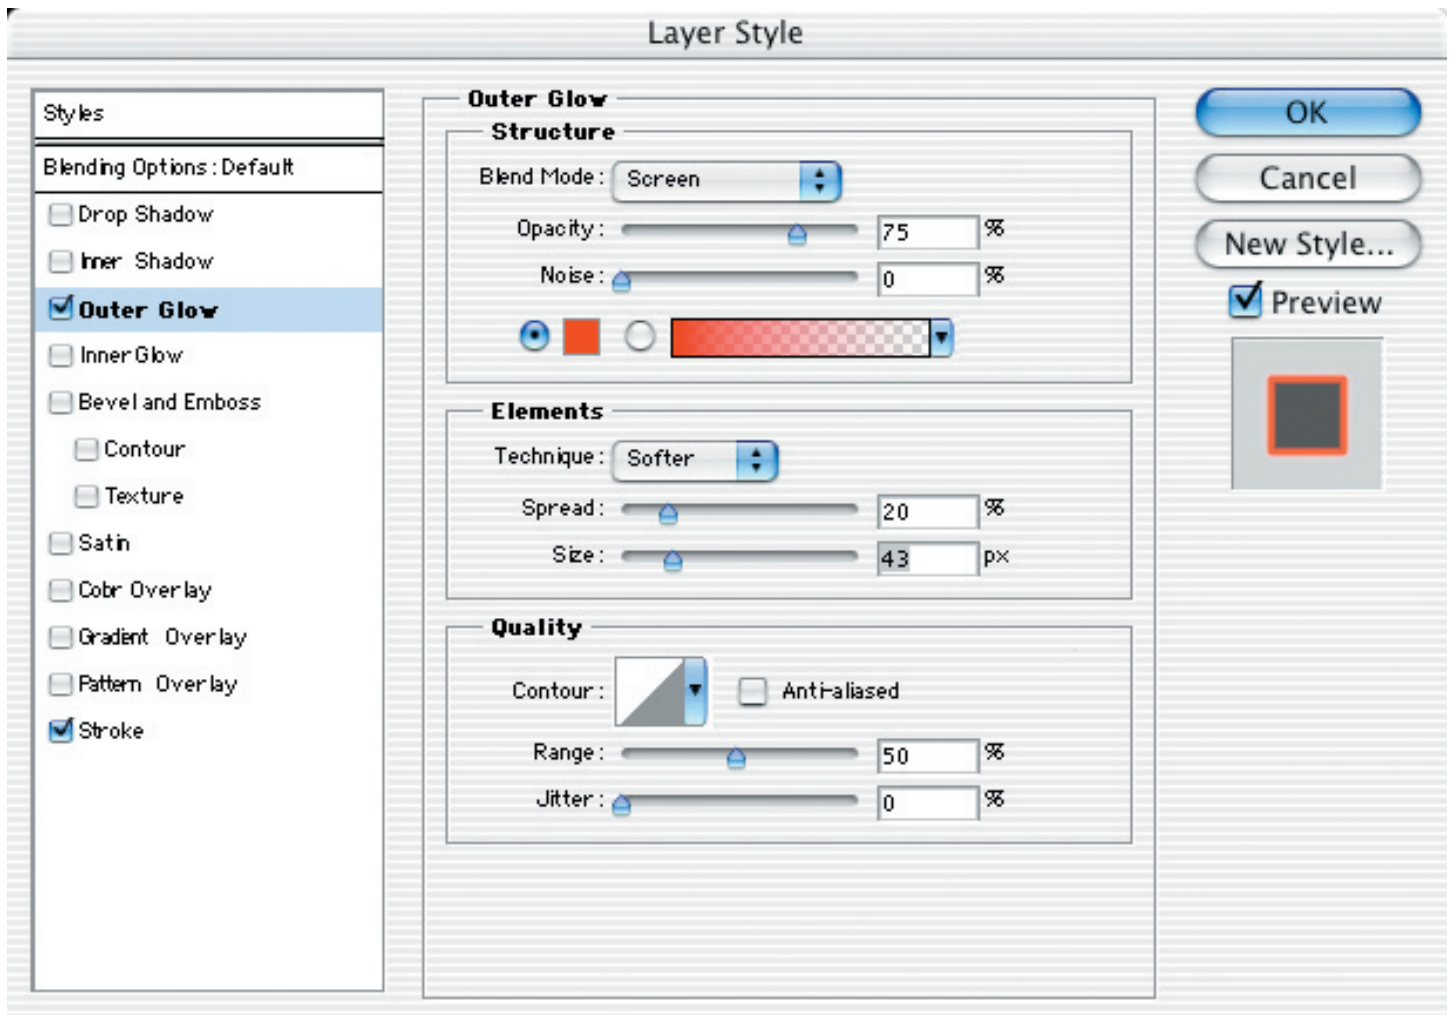 Layer Style
Styles
Blending Options: Default
Drop Shadow
Inner Shadow
Outer Glow
Inner Glow
Bevel and Emboss
Contour
Texture
Satin
Color Overlay
Gradient Overlay
Pattern Overlay
Stroke
Outer Glow
Structure
Blend Mode: Screen
Opacity: 75 %
Noise: 0 %
Elements
Technique: Softer
Spread: 20 %
Size: 43 px
Quality
Contour: Anti-aliased
Range: 50 %
Jitter: 0 %
OK
Cancel
New Style...
Preview